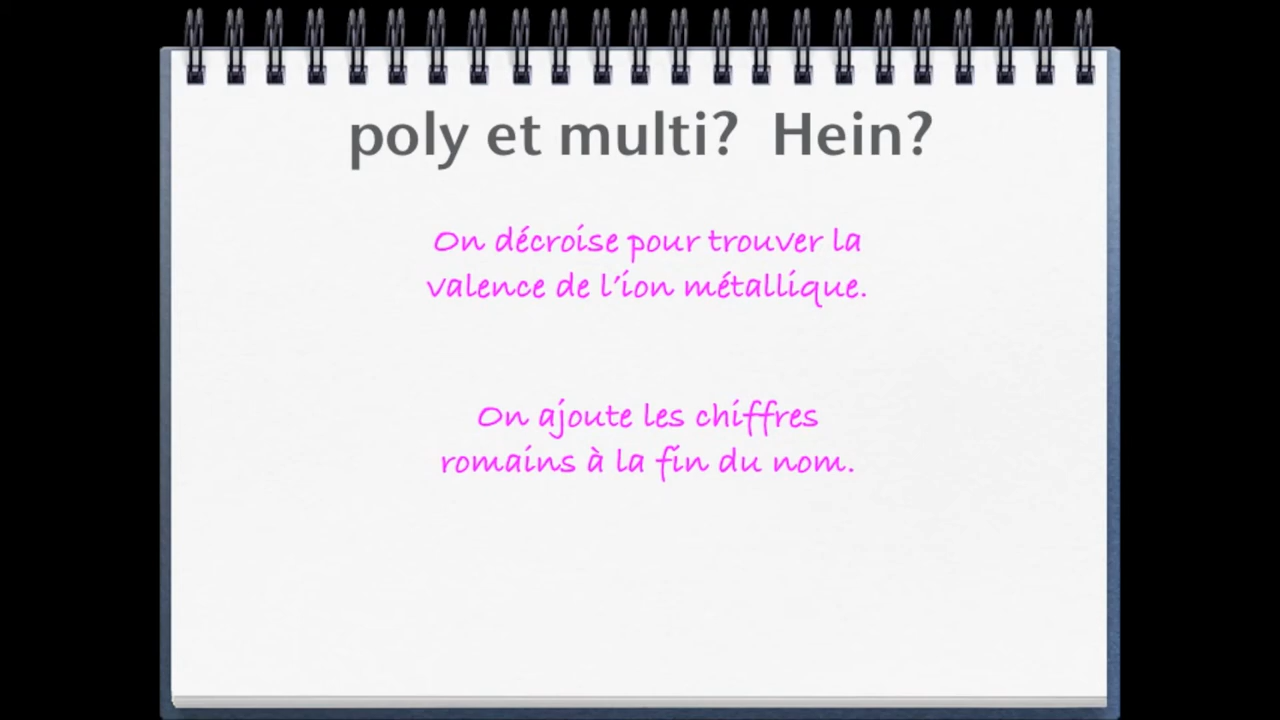 poly et multi? Hein?
On décroise pour trouver la
valence de l'ion métallique.
On ajoute les chiffres
romains à la fin du nom.